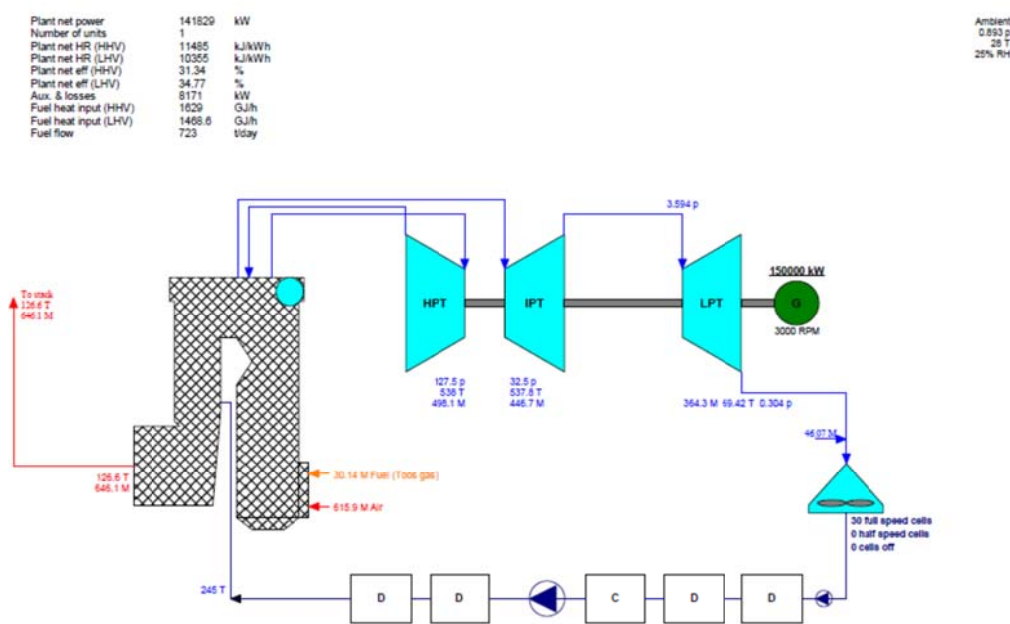 Plant net power 141829 kW
Number of units 1
Plant net HR (HHV) 11485 kJ/kWh
Plant net HR (LHV) 10355 kJ/kWh
Plant net eff (HHV) 31.34 %
Plant net eff (LHV) 34.77 %
Aux. & losses 8171 kW
Fuel heat input (HHV) 1629 GJ/h
Fuel heat input (LHV) 1468.6 GJ/h
Fuel flow 723 t/day
Ambient
0.893 p
28 T
25% RH
3.594 p
150000 kW
To stack
126.6 T
646.1 M
HPT
IPT
LPT
G
3000 RPM
127.5 p
538 T
498.1 M
32.5 p
537.8 T
446.7 M
364.3 M 69.42 T 0.304 p
46.07 M
126.6 T
646.1 M
30.14 M Fuel (Toos gas)
615.9 M Air
30 full speed cells
0 half speed cells
0 cells off
245 T
D
D
C
D
D